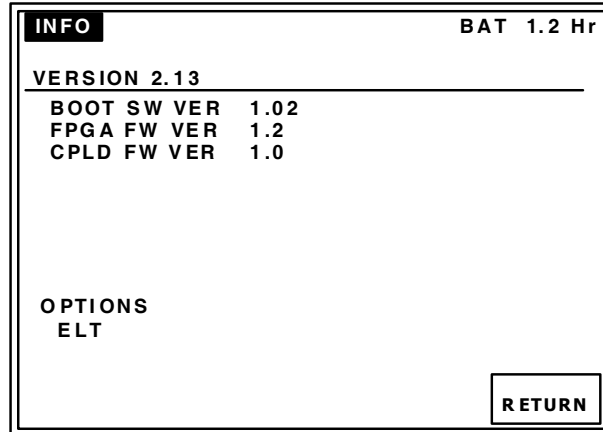 INFO BAT 1.2 Hr
VERSION 2.13
BOOT SW VER 1.02
FPGA FW VER 1.2
CPLD FW VER 1.0
OPTIONS
ELT
RETURN